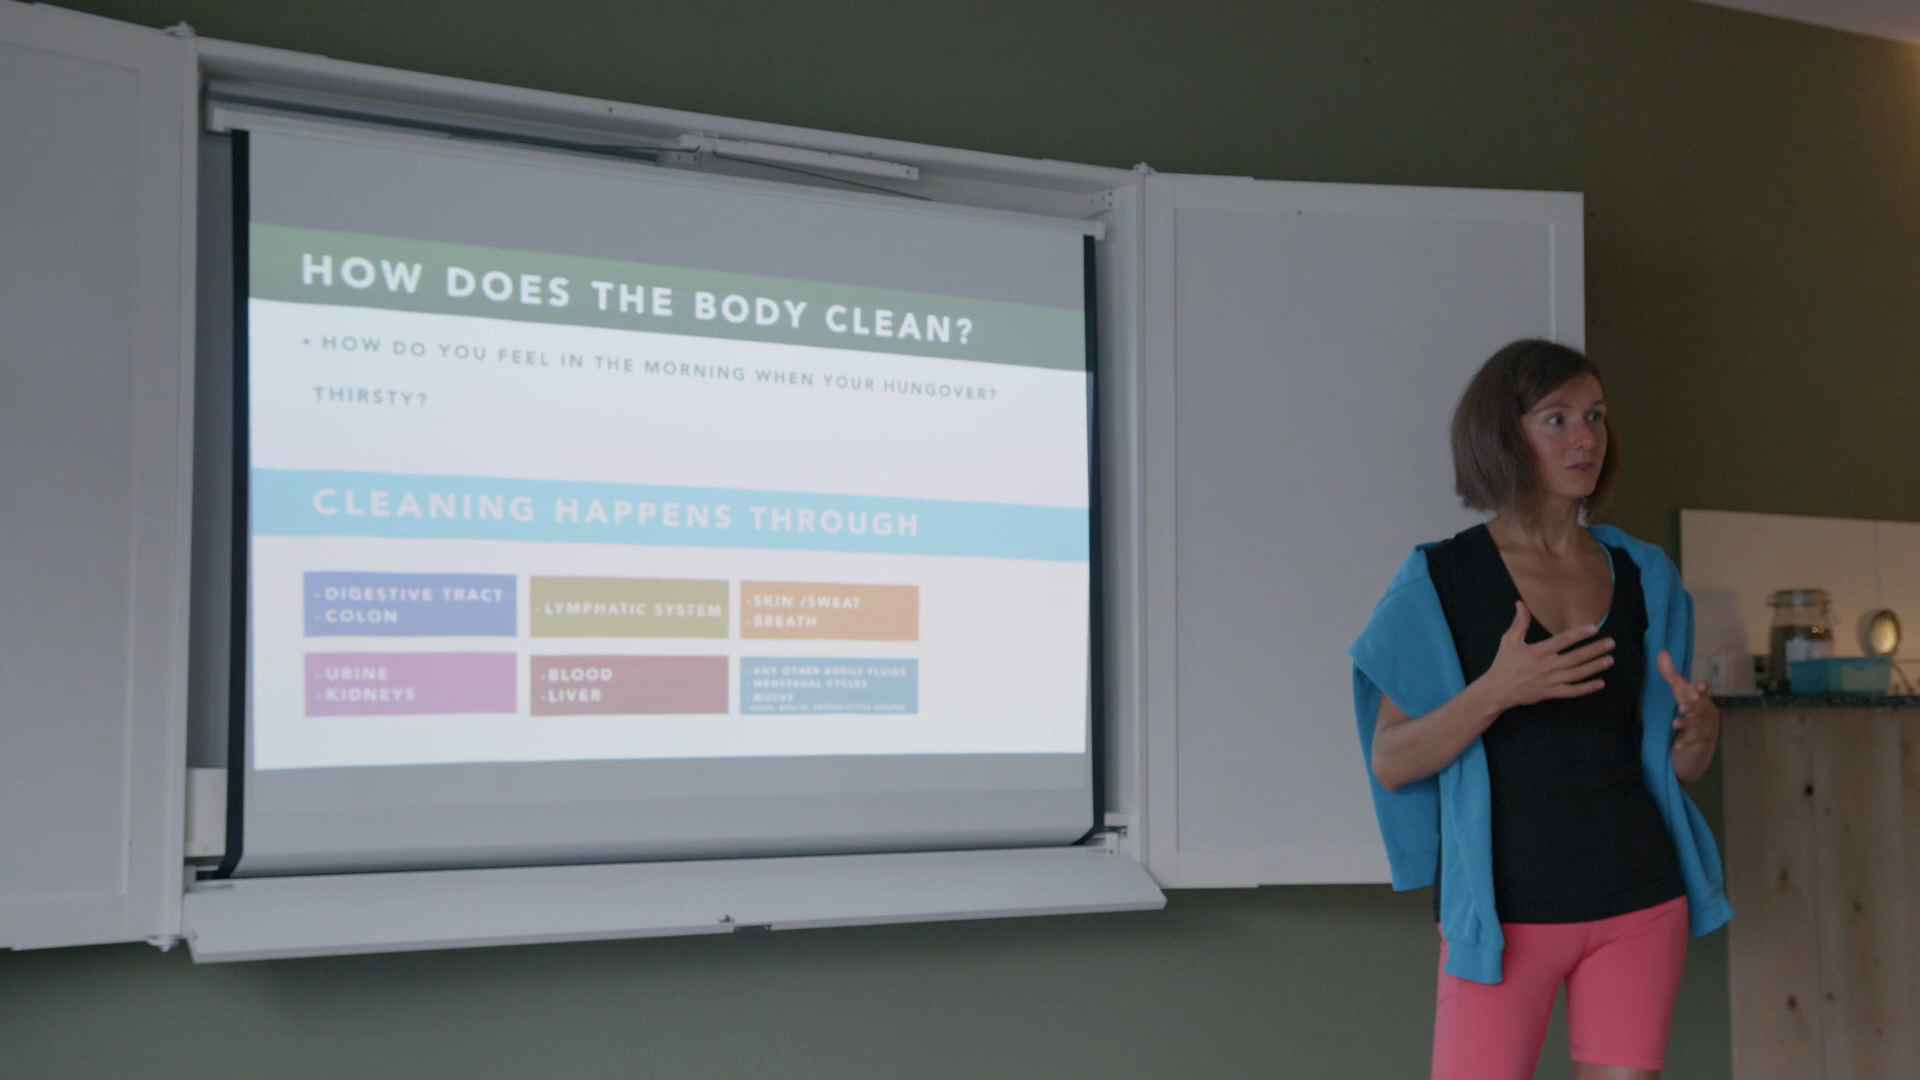 HOW DOES THE BODY CLEAN?
• HOW DO YOU FEEL IN THE MORNING WHEN YOUR HUNGOVER?
THIRSTY?
CLEANING HAPPENS THROUGH
- DIGESTIVE TRACT
- COLON
- LYMPHATIC SYSTEM
- SKIN /SWEAT
- BREATH
- URINE
- KIDNEYS
- BLOOD
- LIVER
- ANY OTHER BODILY FLUIDS
- MENSTRUAL CYCLES
- MUCUS